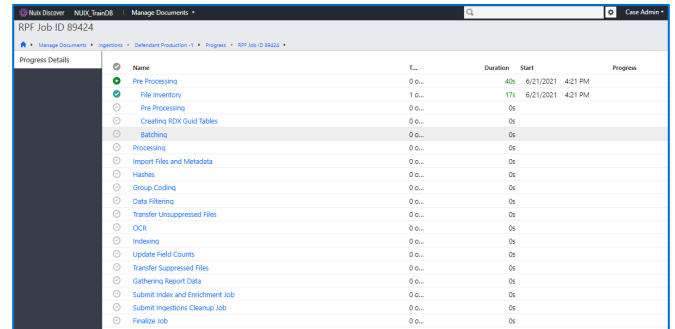 Nuix Discover NUIX_TrainDB Manage Documents Case Admin
RPF Job ID 89424
Manage Documents Ingestions Defendant Production -1 Progress RPF Job ID 89424
Progress Details
Name T... Duration Start Progress
Pre Processing 0 o... 40s 6/21/2021 4:21 PM
File Inventory 1 o... 17s 6/21/2021 4:21 PM
Pre Processing 0 o... 0s
Creating RDX Guid Tables 0 o... 0s
Batching 0 o... 0s
Processing 0 o... 0s
Import Files and Metadata 0 o... 0s
Hashes 0 o... 0s
Group Coding 0 o... 0s
Data Filtering 0 o... 0s
Transfer Unsuppressed Files 0 o... 0s
OCR 0 o... 0s
Indexing 0 o... 0s
Update Field Counts 0 o... 0s
Transfer Suppressed Files 0 o... 0s
Gathering Report Data 0 o... 0s
Submit Index and Enrichment Job 0 o... 0s
Submit Ingestions Cleanup Job 0 o... 0s
Finalize Job 0 o... 0s